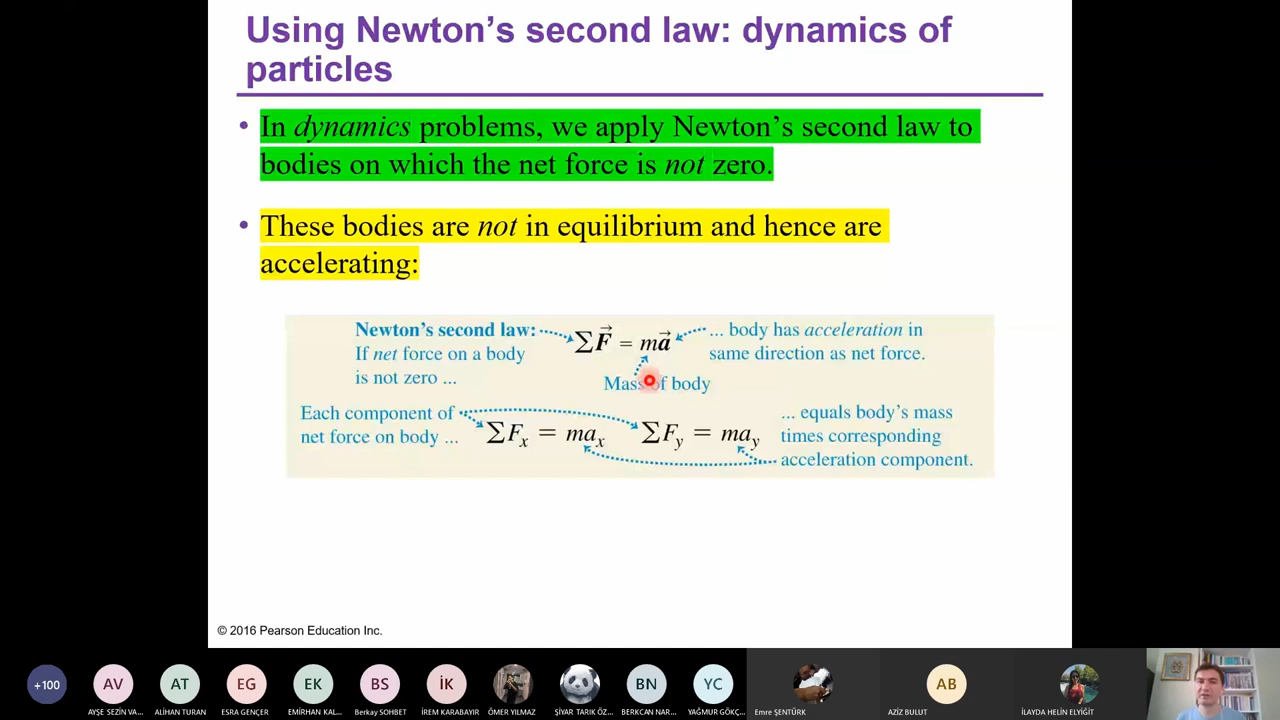 Using Newton’s second law: dynamics of
particles
• In dynamics problems, we apply Newton’s second law to
bodies on which the net force is not zero.
• These bodies are not in equilibrium and hence are
accelerating:
Newton’s second law:
If net force on a body
is not zero ...
∑F⃗ = ma⃗
... body has acceleration in
same direction as net force.
Mass of body
Each component of
net force on body ...
∑Fx = max
∑Fy = may
... equals body’s mass
times corresponding
acceleration component.
© 2016 Pearson Education Inc.
+100
AV
AT
EG
EK
BS
İK
BN
YC
AB
AYŞE SEZİN VA...
ALİHAN TURAN
ESRA GENÇER
EMİRHAN KAL...
Berkay SOHBET
İREM KARABAYIR
ÖMER YILMAZ
ŞİYAR TARIK ÖZ...
BERKCAN NAR...
YAĞMUR GÖKÇ...
Emre ŞENTÜRK
AZİZ BULUT
İLAYDA HELİN ELYİĞİT